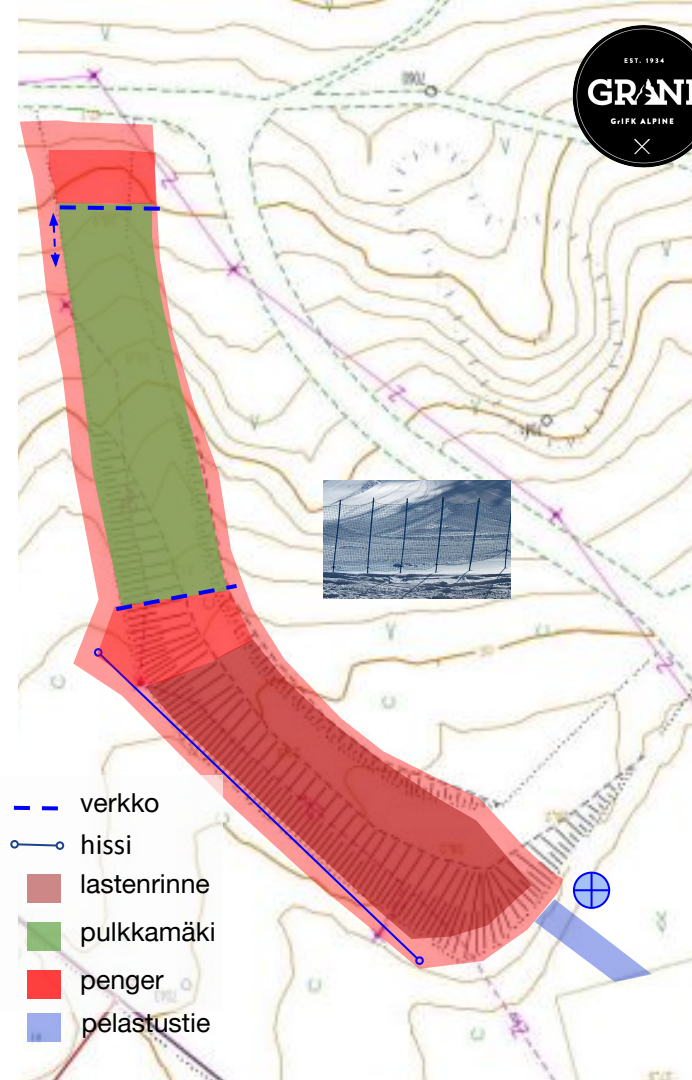 EST. 1934
GRANI
GrIFK ALPINE
verkko
hissi
lastenrinne
pulkkamäki
penger
pelastustie